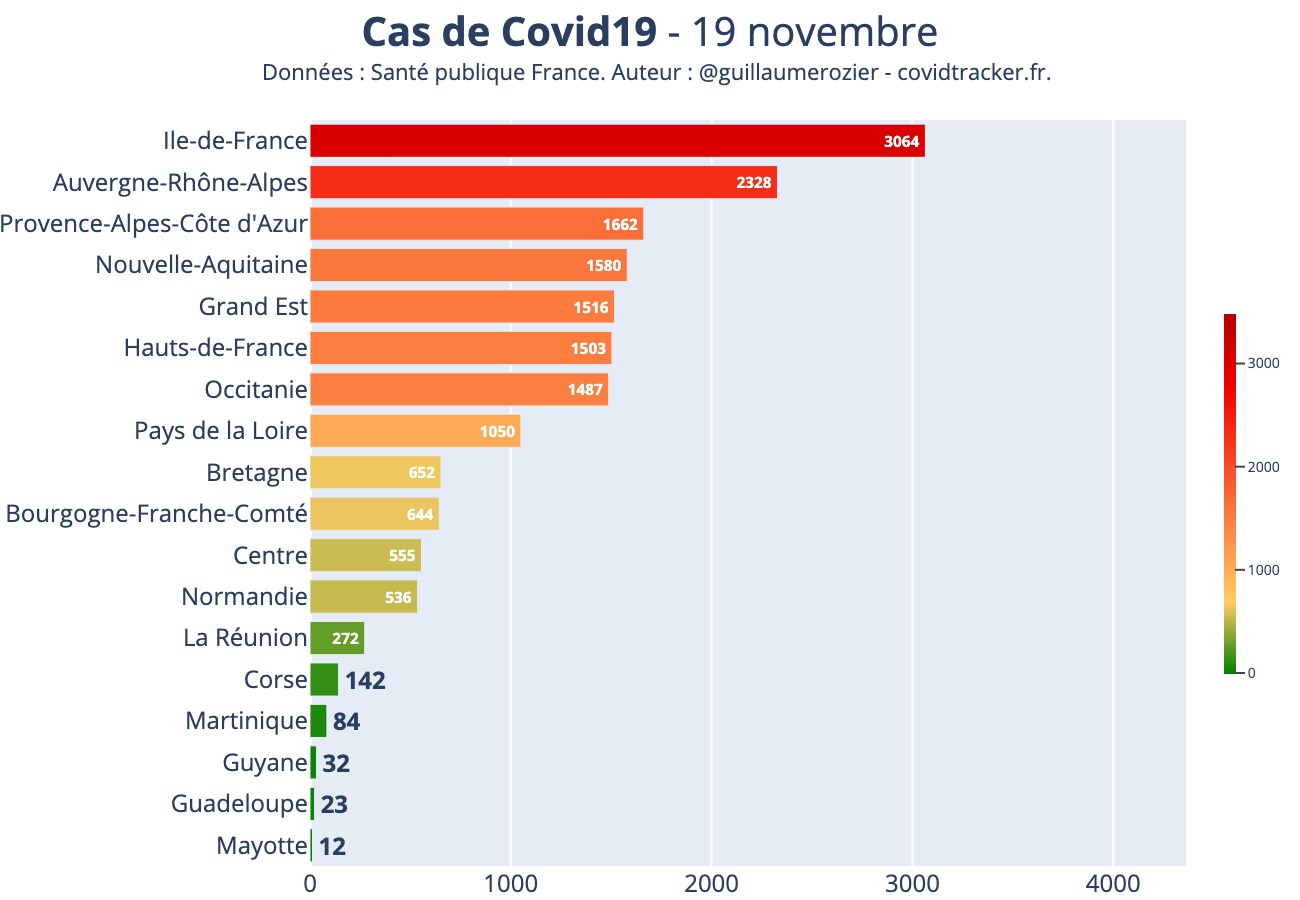 Cas de Covid19 - 19 novembre
Données : Santé publique France. Auteur : @guillaumerozier - covidtracker.fr.
Ile-de-France 3064
Auvergne-Rhône-Alpes 2328
Provence-Alpes-Côte d'Azur 1662
Nouvelle-Aquitaine 1580
Grand Est 1516
Hauts-de-France 1503
Occitanie 1487
Pays de la Loire 1050
Bretagne 652
Bourgogne-Franche-Comté 644
Centre 555
Normandie 536
La Réunion 272
Corse 142
Martinique 84
Guyane 32
Guadeloupe 23
Mayotte 12
0 1000 2000 3000 4000
3000
2000
1000
0